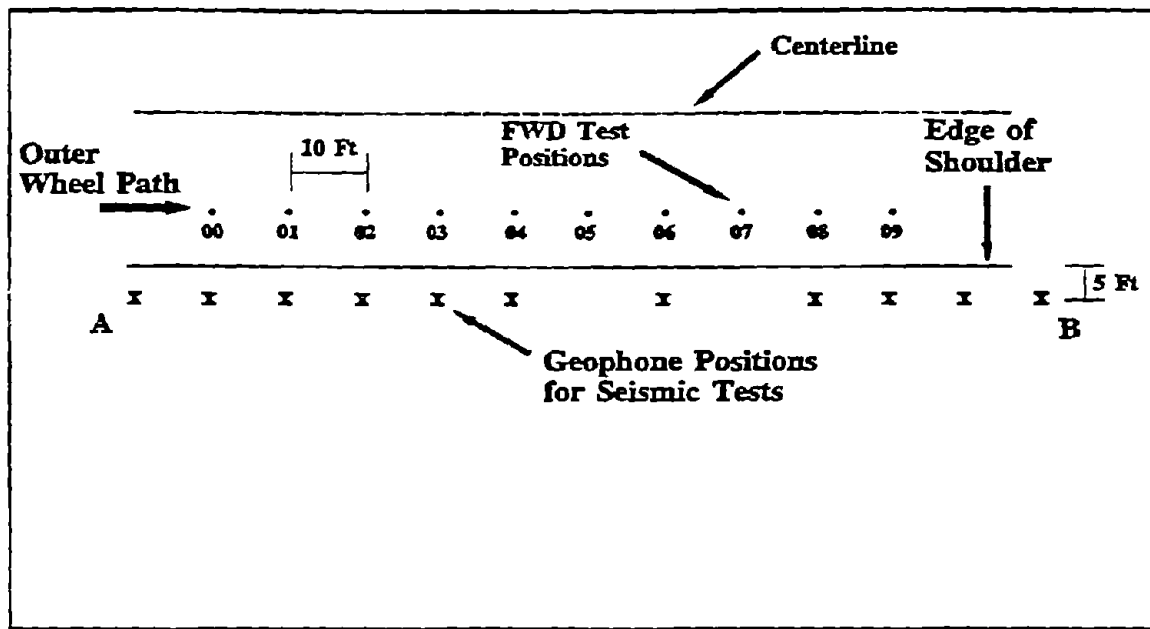 Centerline
FWD Test
Positions
Edge of
Shoulder
10 Ft
Outer
Wheel Path
00 01 02 03 04 05 06 07 08 09
5 Ft
x x x x x x x x x x x
A
B
Geophone Positions
for Seismic Tests